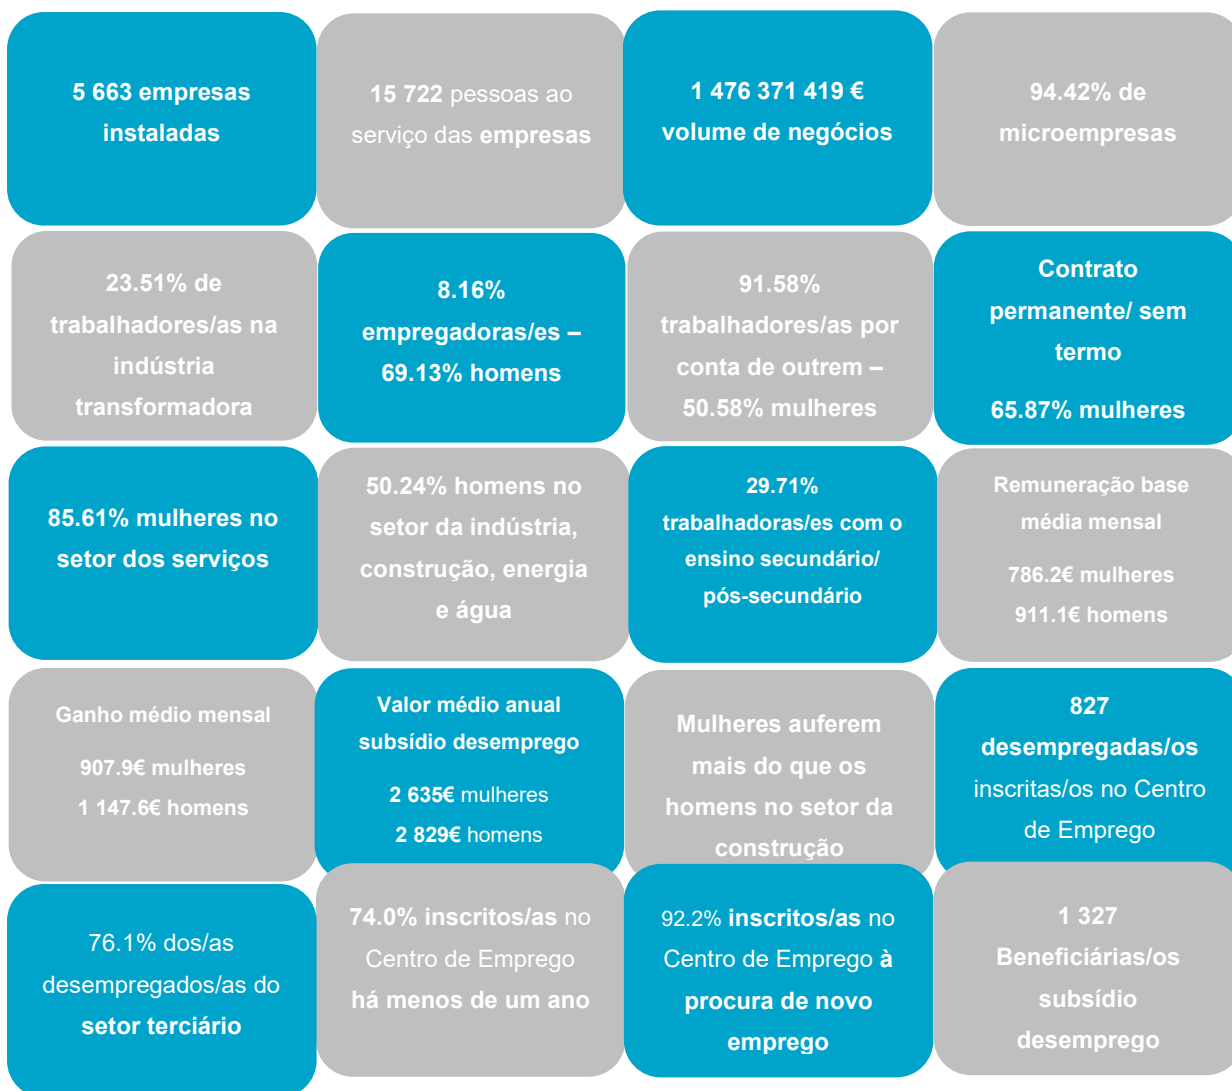 5 663 empresas
instaladas
15 722 pessoas ao
serviço das empresas
1 476 371 419 €
volume de negócios
94.42% de
microempresas
23.51% de
trabalhadores/as na
indústria
transformadora
8.16%
empregadoras/es –
69.13% homens
91.58%
trabalhadores/as por
conta de outrem –
50.58% mulheres
Contrato
permanente/ sem
termo
65.87% mulheres
85.61% mulheres no
setor dos serviços
50.24% homens no
setor da indústria,
construção, energia
e água
29.71%
trabalhadoras/es com o
ensino secundário/
pós-secundário
Remuneração base
média mensal
786.2€ mulheres
911.1€ homens
Ganho médio mensal
907.9€ mulheres
1 147.6€ homens
Valor médio anual
subsídio desemprego
2 635€ mulheres
2 829€ homens
Mulheres auferem
mais do que os
homens no setor da
construção
827
desempregadas/os
inscritas/os no Centro
de Emprego
76.1% dos/as
desempregados/as do
setor terciário
74.0% inscritos/as no
Centro de Emprego
há menos de um ano
92.2% inscritos/as no
Centro de Emprego à
procura de novo
emprego
1 327
Beneficiárias/os
subsídio
desemprego